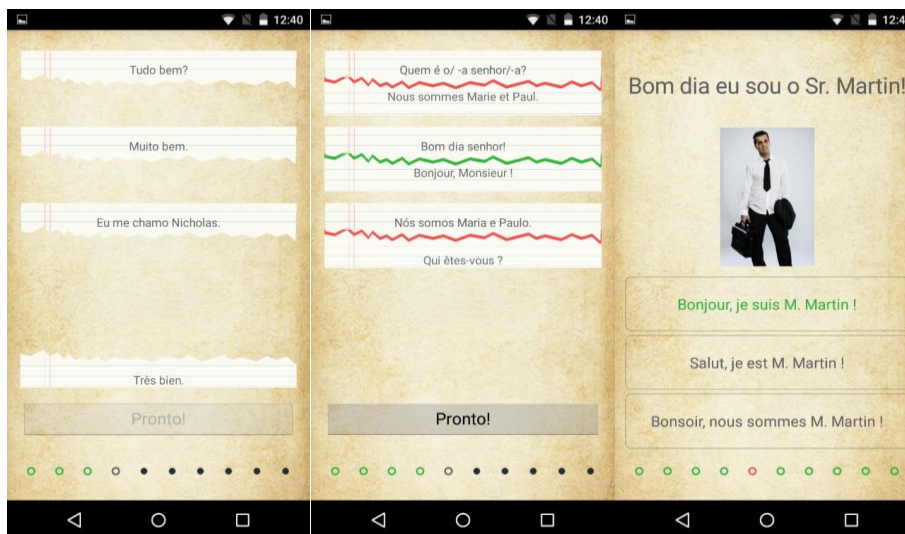 12:40
Tudo bem?
Muito bem.
Eu me chamo Nicholas.
Très bien.
Pronto!
12:40
Quem é o/ -a senhor/-a?
Nous sommes Marie et Paul.
Bom dia senhor!
Bonjour, Monsieur !
Nós somos Maria e Paulo.
Qui êtes-vous ?
Pronto!
12:4
Bom dia eu sou o Sr. Martin!
Bonjour, je suis M. Martin !
Salut, je est M. Martin !
Bonsoir, nous sommes M. Martin !